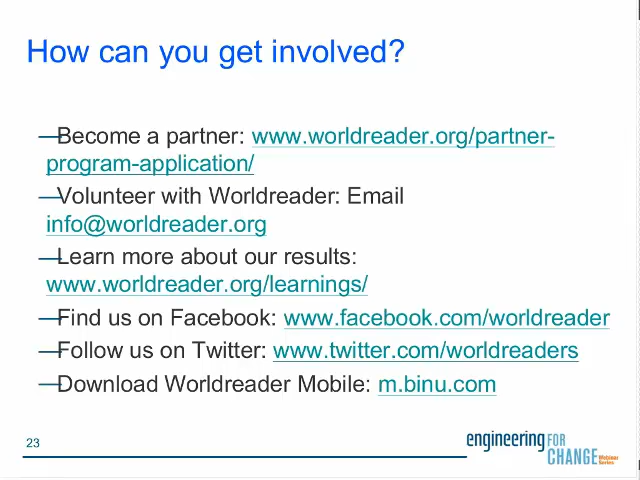 How can you get involved?
—Become a partner: www.worldreader.org/partner-
program-application/
—Volunteer with Worldreader: Email
info@worldreader.org
—Learn more about our results:
www.worldreader.org/learnings/
—Find us on Facebook: www.facebook.com/worldreader
—Follow us on Twitter: www.twitter.com/worldreaders
—Download Worldreader Mobile: m.binu.com
23
engineering FOR
CHANGE Webinar
Series